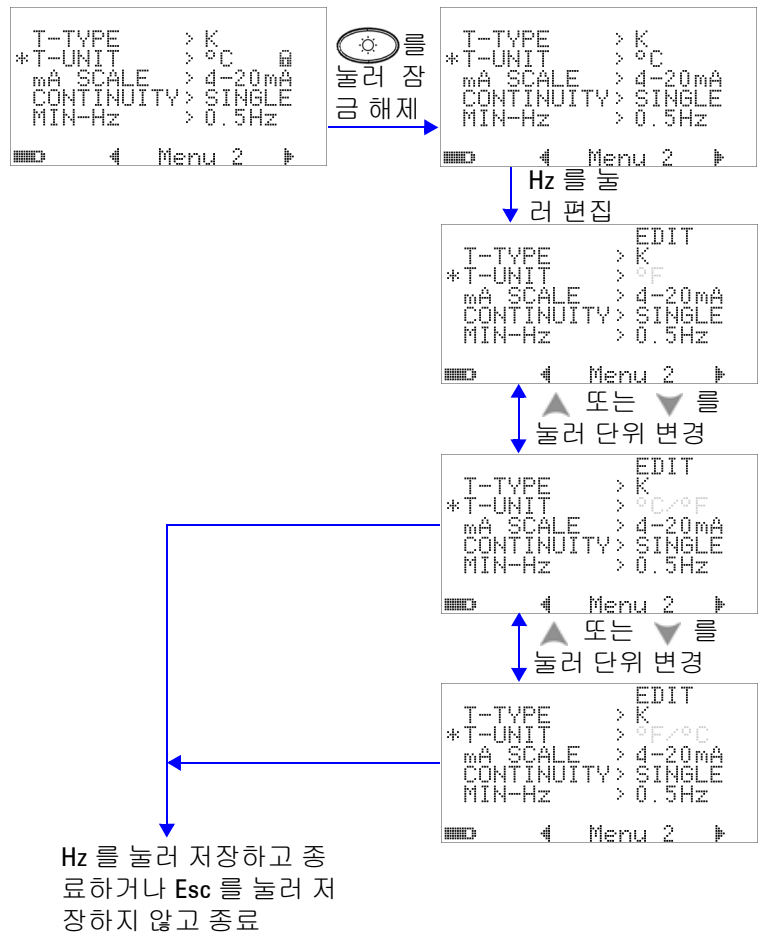 T-TYPE > K
*T-UNIT > °C
mA SCALE > 4-20mA
CONTINUITY> SINGLE
MIN-Hz > 0.5Hz
Menu 2
를
눌러 잠
금 해제
T-TYPE > K
*T-UNIT > °C
mA SCALE > 4-20mA
CONTINUITY> SINGLE
MIN-Hz > 0.5Hz
Menu 2
Hz 를 눌
러 편집
EDIT
T-TYPE > K
*T-UNIT > °F
mA SCALE > 4-20mA
CONTINUITY> SINGLE
MIN-Hz > 0.5Hz
Menu 2
또는 를
눌러 단위 변경
EDIT
T-TYPE > K
*T-UNIT > °C/°F
mA SCALE > 4-20mA
CONTINUITY> SINGLE
MIN-Hz > 0.5Hz
Menu 2
또는 를
눌러 단위 변경
EDIT
T-TYPE > K
*T-UNIT > °F/°C
mA SCALE > 4-20mA
CONTINUITY> SINGLE
MIN-Hz > 0.5Hz
Menu 2
Hz 를 눌러 저장하고 종
료하거나 Esc 를 눌러 저
장하지 않고 종료